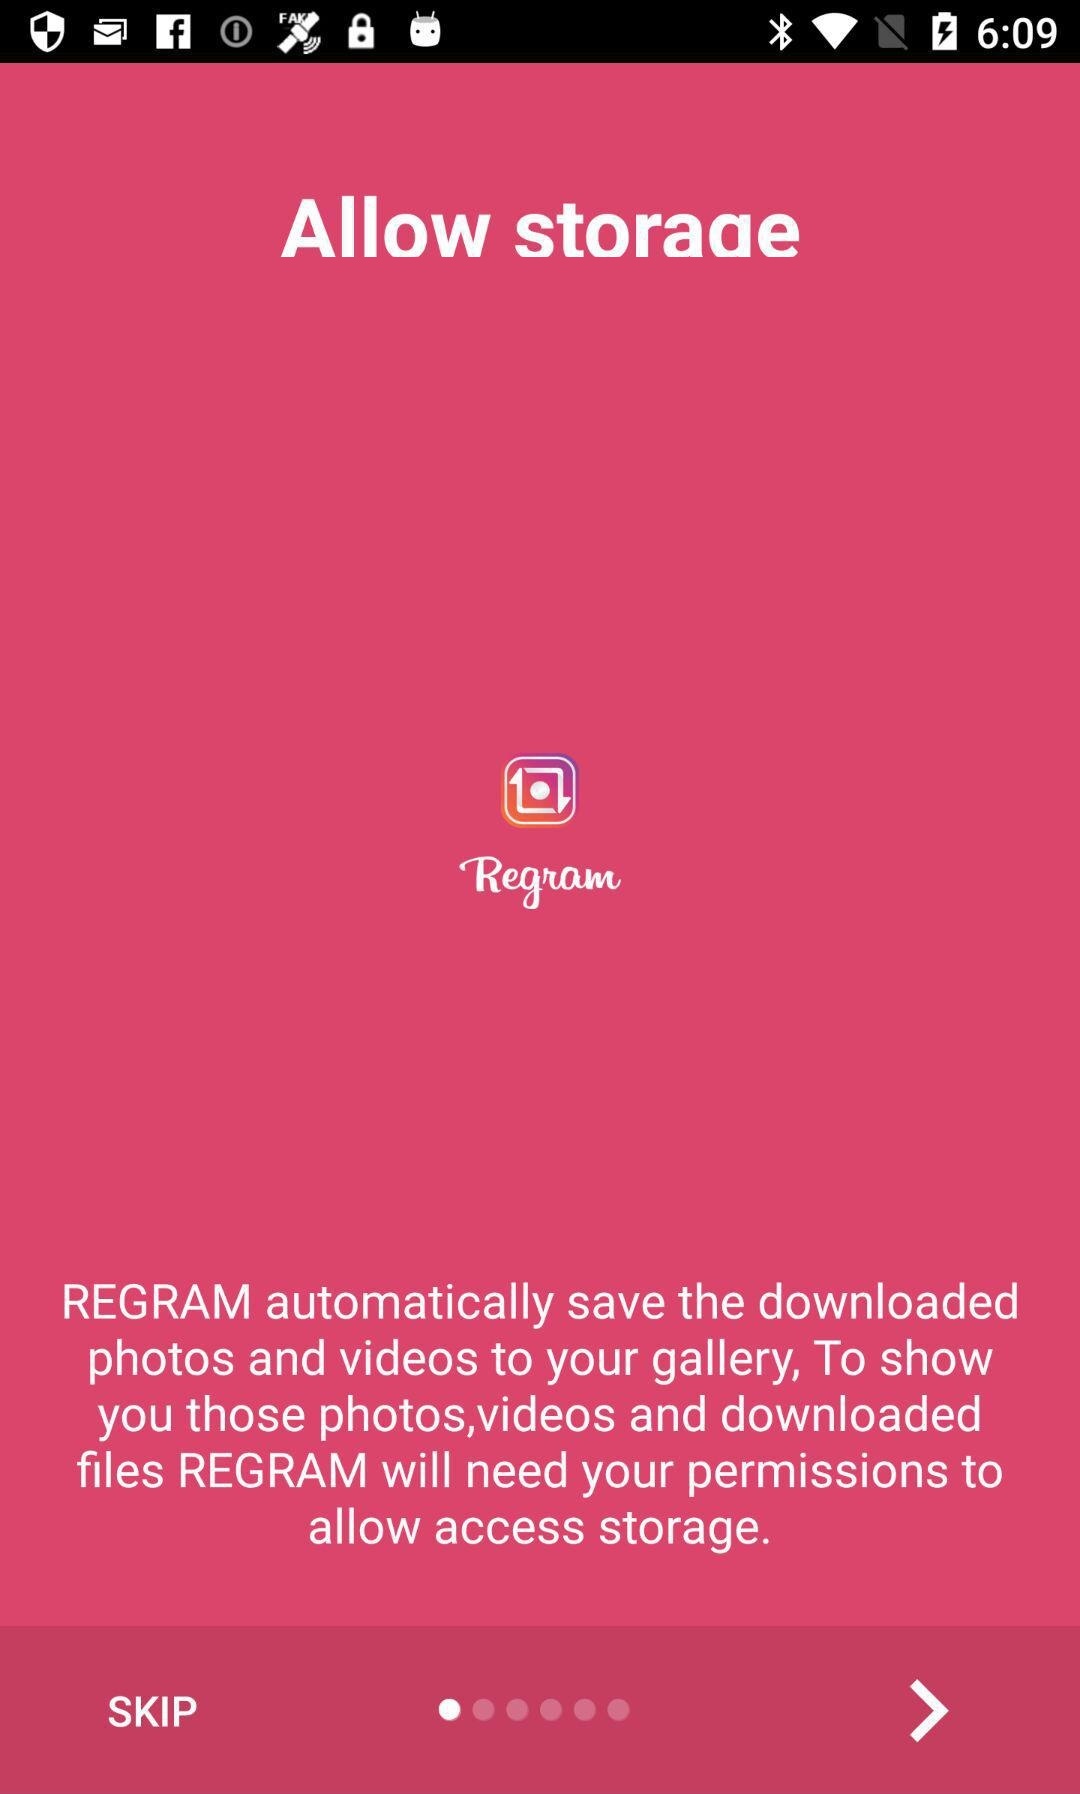 FAKE
6:09
Allow storage
Regram
REGRAM automatically save the downloaded
photos and videos to your gallery, To show
you those photos,videos and downloaded
files REGRAM will need your permissions to
allow access storage.
SKIP